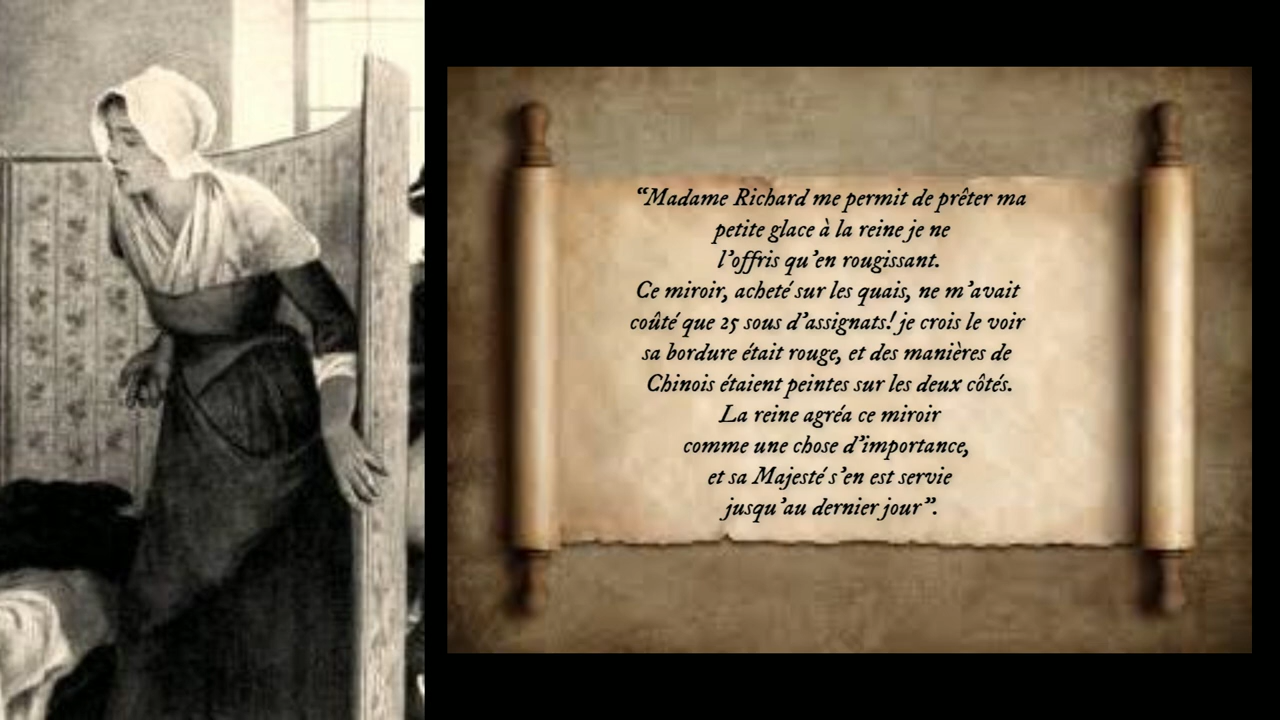 “Madame Richard me permit de prêter ma
petite glace à la reine je ne
l’offris qu’en rougissant.
Ce miroir, acheté sur les quais, ne m’avait
coûté que 25 sous d’assignats! je crois le voir
sa bordure était rouge, et des manières de
Chinois étaient peintes sur les deux côtés.
La reine agréa ce miroir
comme une chose d’importance,
et sa Majesté s’en est servie
jusqu’au dernier jour”.